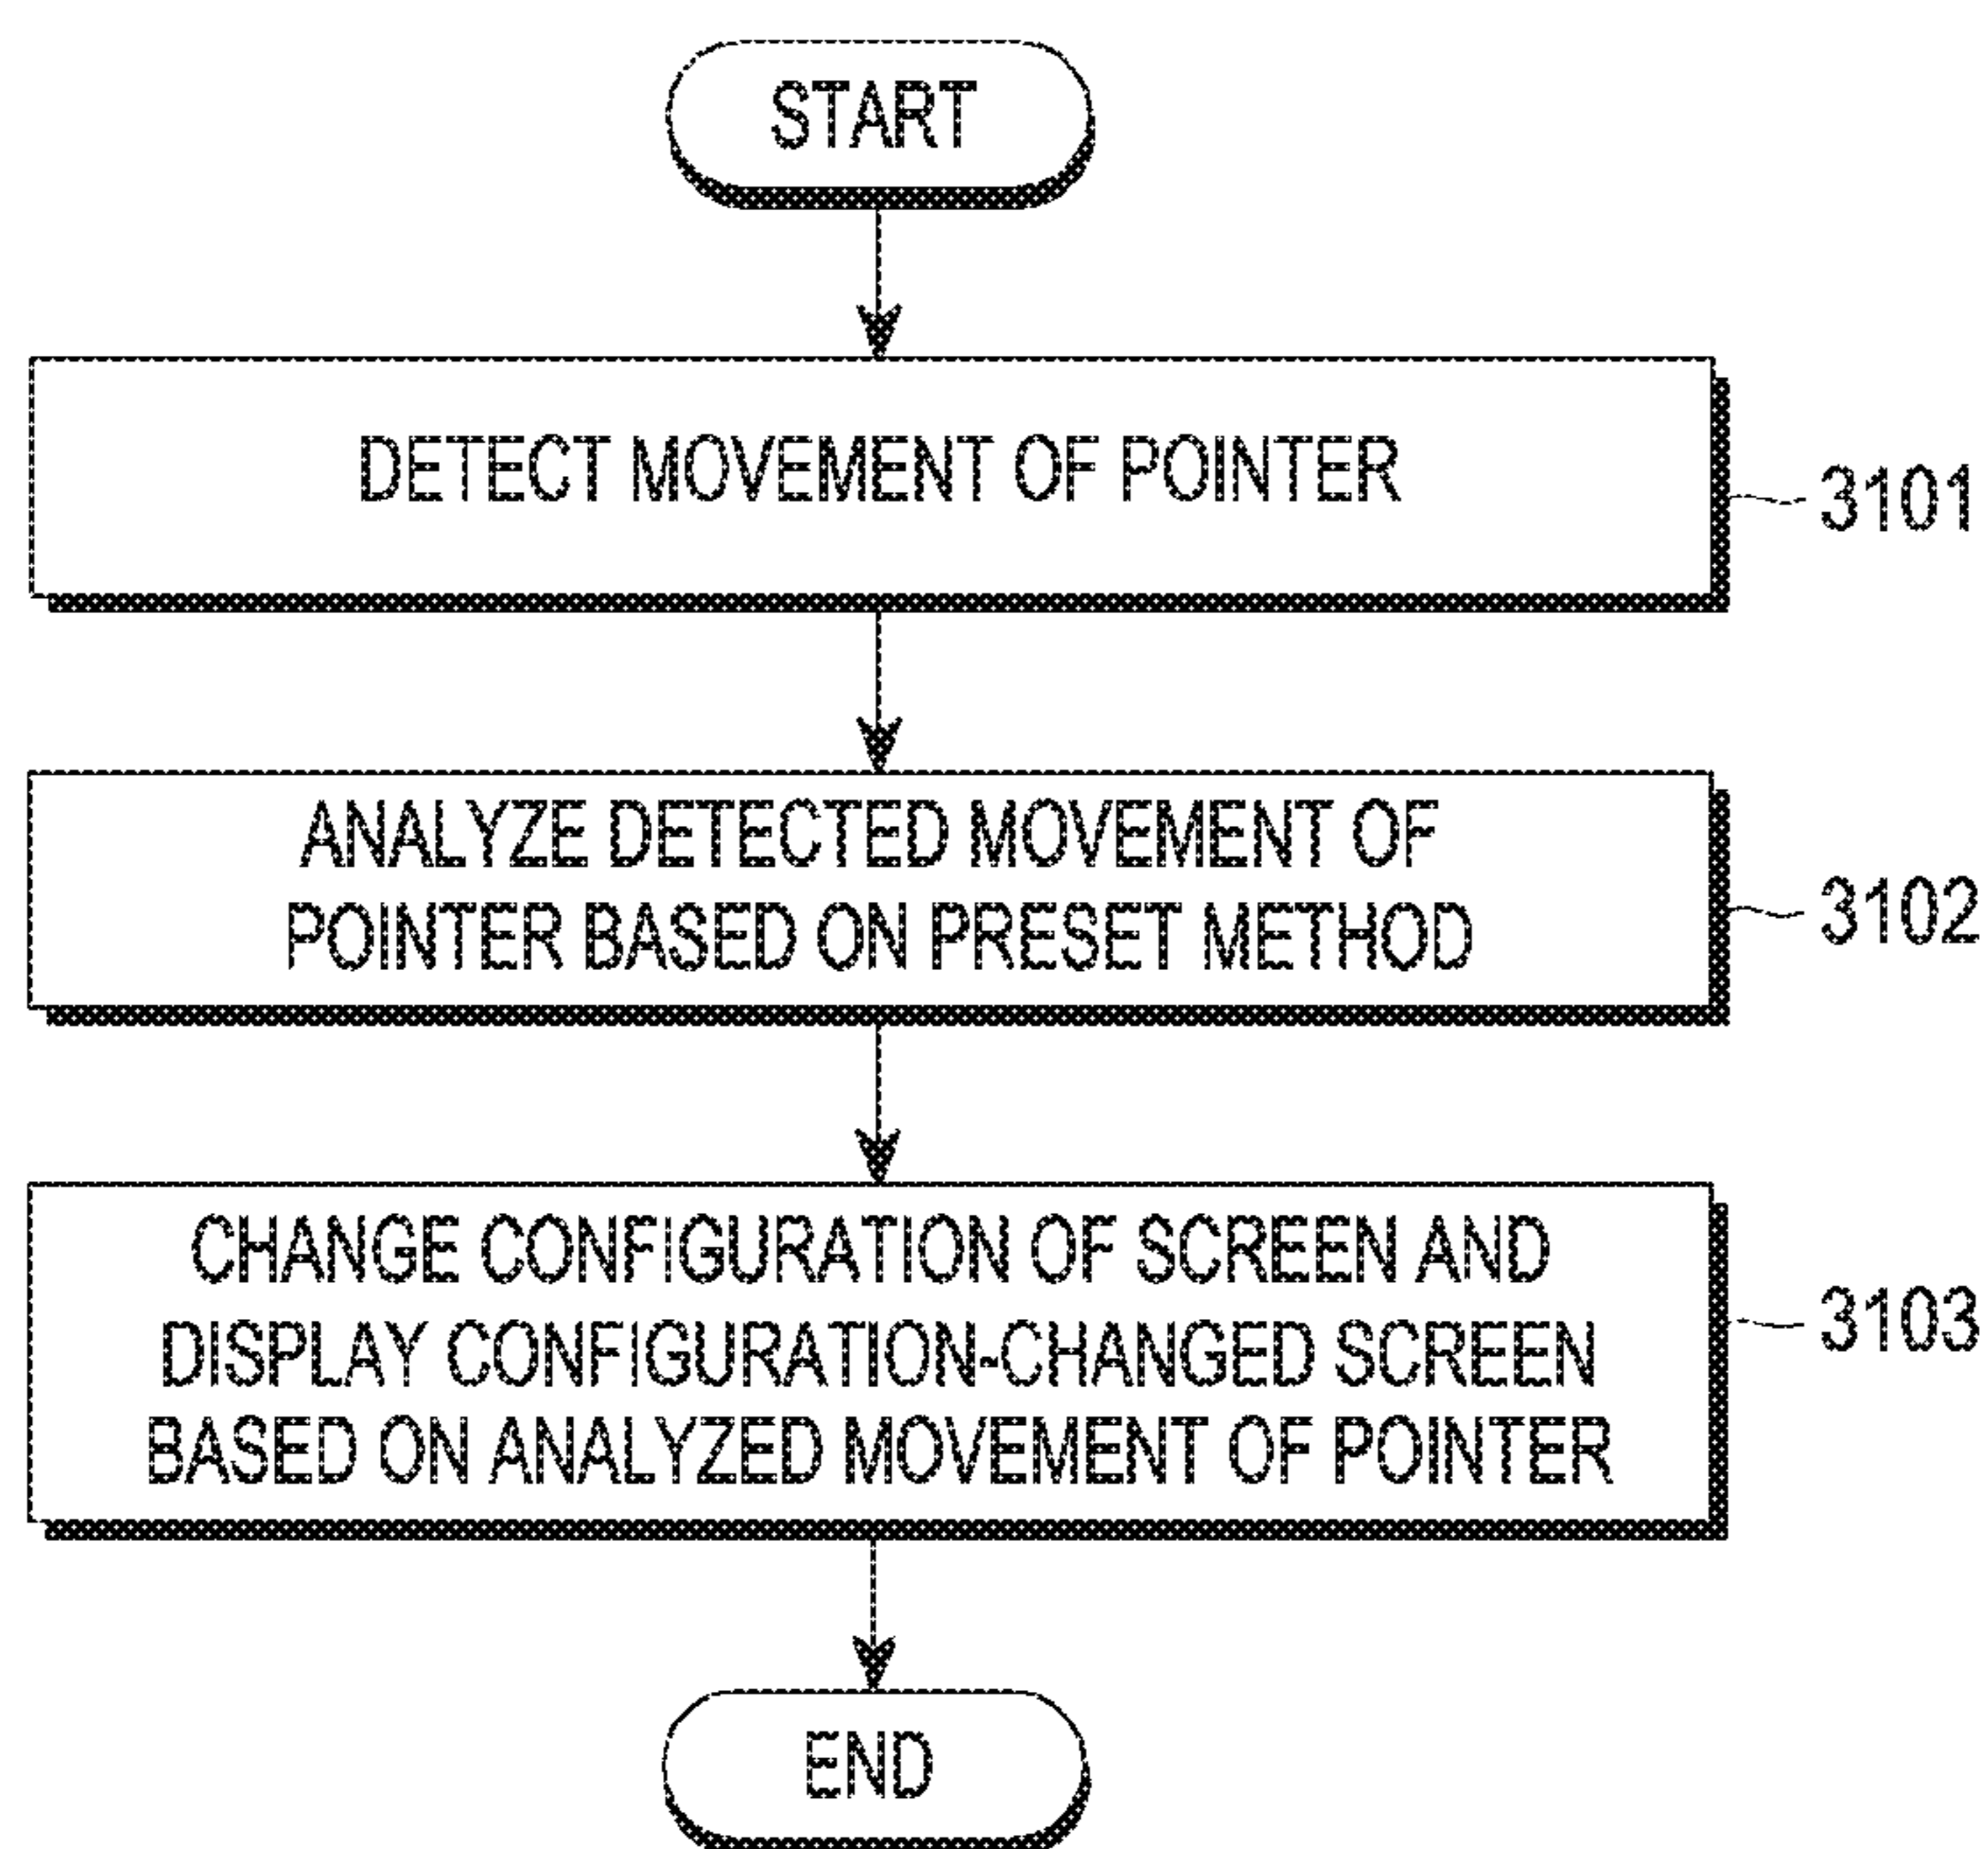 START
DETECT MOVEMENT OF POINTER
3101
ANALYZE DETECTED MOVEMENT OF
POINTER BASED ON PRESET METHOD
3102
CHANGE CONFIGURATION OF SCREEN AND
DISPLAY CONFIGURATION-CHANGED SCREEN
BASED ON ANALYZED MOVEMENT OF POINTER
3103
END